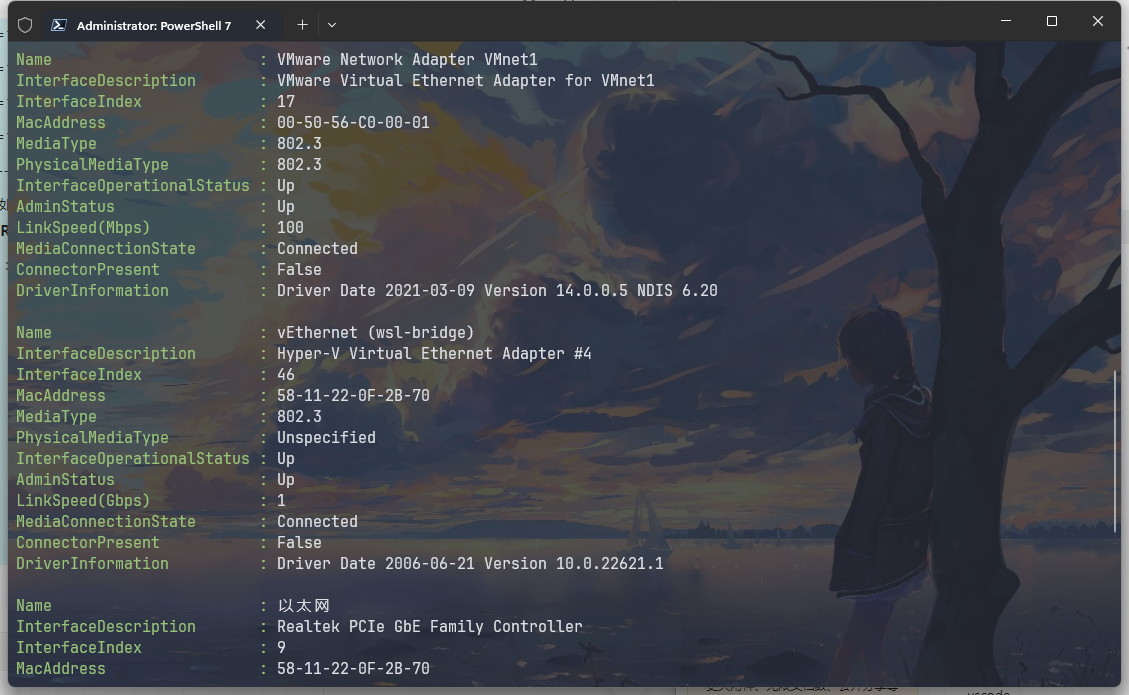 Administrator: PowerShell 7
Name : VMware Network Adapter VMnet1
InterfaceDescription : VMware Virtual Ethernet Adapter for VMnet1
InterfaceIndex : 17
MacAddress : 00-50-56-C0-00-01
MediaType : 802.3
PhysicalMediaType : 802.3
InterfaceOperationalStatus : Up
AdminStatus : Up
LinkSpeed(Mbps) : 100
MediaConnectionState : Connected
ConnectorPresent : False
DriverInformation : Driver Date 2021-03-09 Version 14.0.0.5 NDIS 6.20
Name : vEthernet (wsl-bridge)
InterfaceDescription : Hyper-V Virtual Ethernet Adapter #4
InterfaceIndex : 46
MacAddress : 58-11-22-0F-2B-70
MediaType : 802.3
PhysicalMediaType : Unspecified
InterfaceOperationalStatus : Up
AdminStatus : Up
LinkSpeed(Gbps) : 1
MediaConnectionState : Connected
ConnectorPresent : False
DriverInformation : Driver Date 2006-06-21 Version 10.0.22621.1
Name : 以太网
InterfaceDescription : Realtek PCIe GbE Family Controller
InterfaceIndex : 9
MacAddress : 58-11-22-0F-2B-70